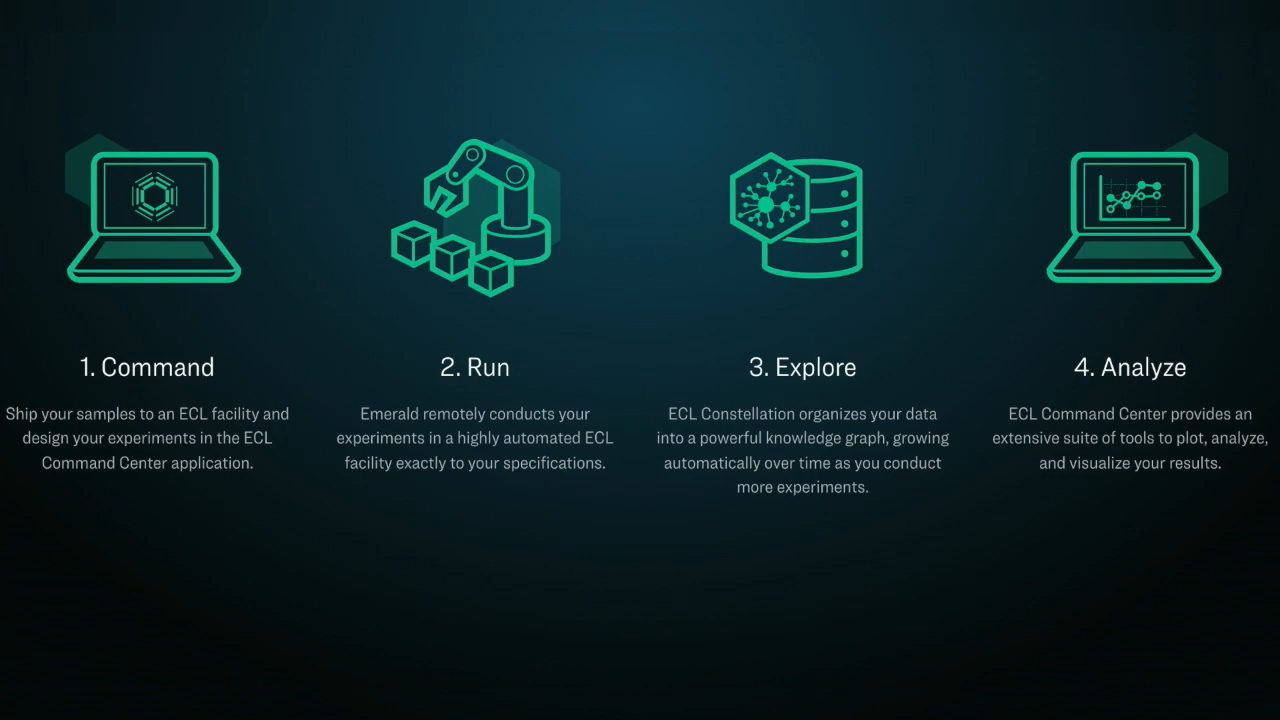 1. Command
Ship your samples to an ECL facility and
design your experiments in the ECL
Command Center application.
2. Run
Emerald remotely conducts your
experiments in a highly automated ECL
facility exactly to your specifications.
3. Explore
ECL Constellation organizes your data
into a powerful knowledge graph, growing
automatically over time as you conduct
more experiments.
4. Analyze
ECL Command Center provides an
extensive suite of tools to plot, analyze,
and visualize your results.